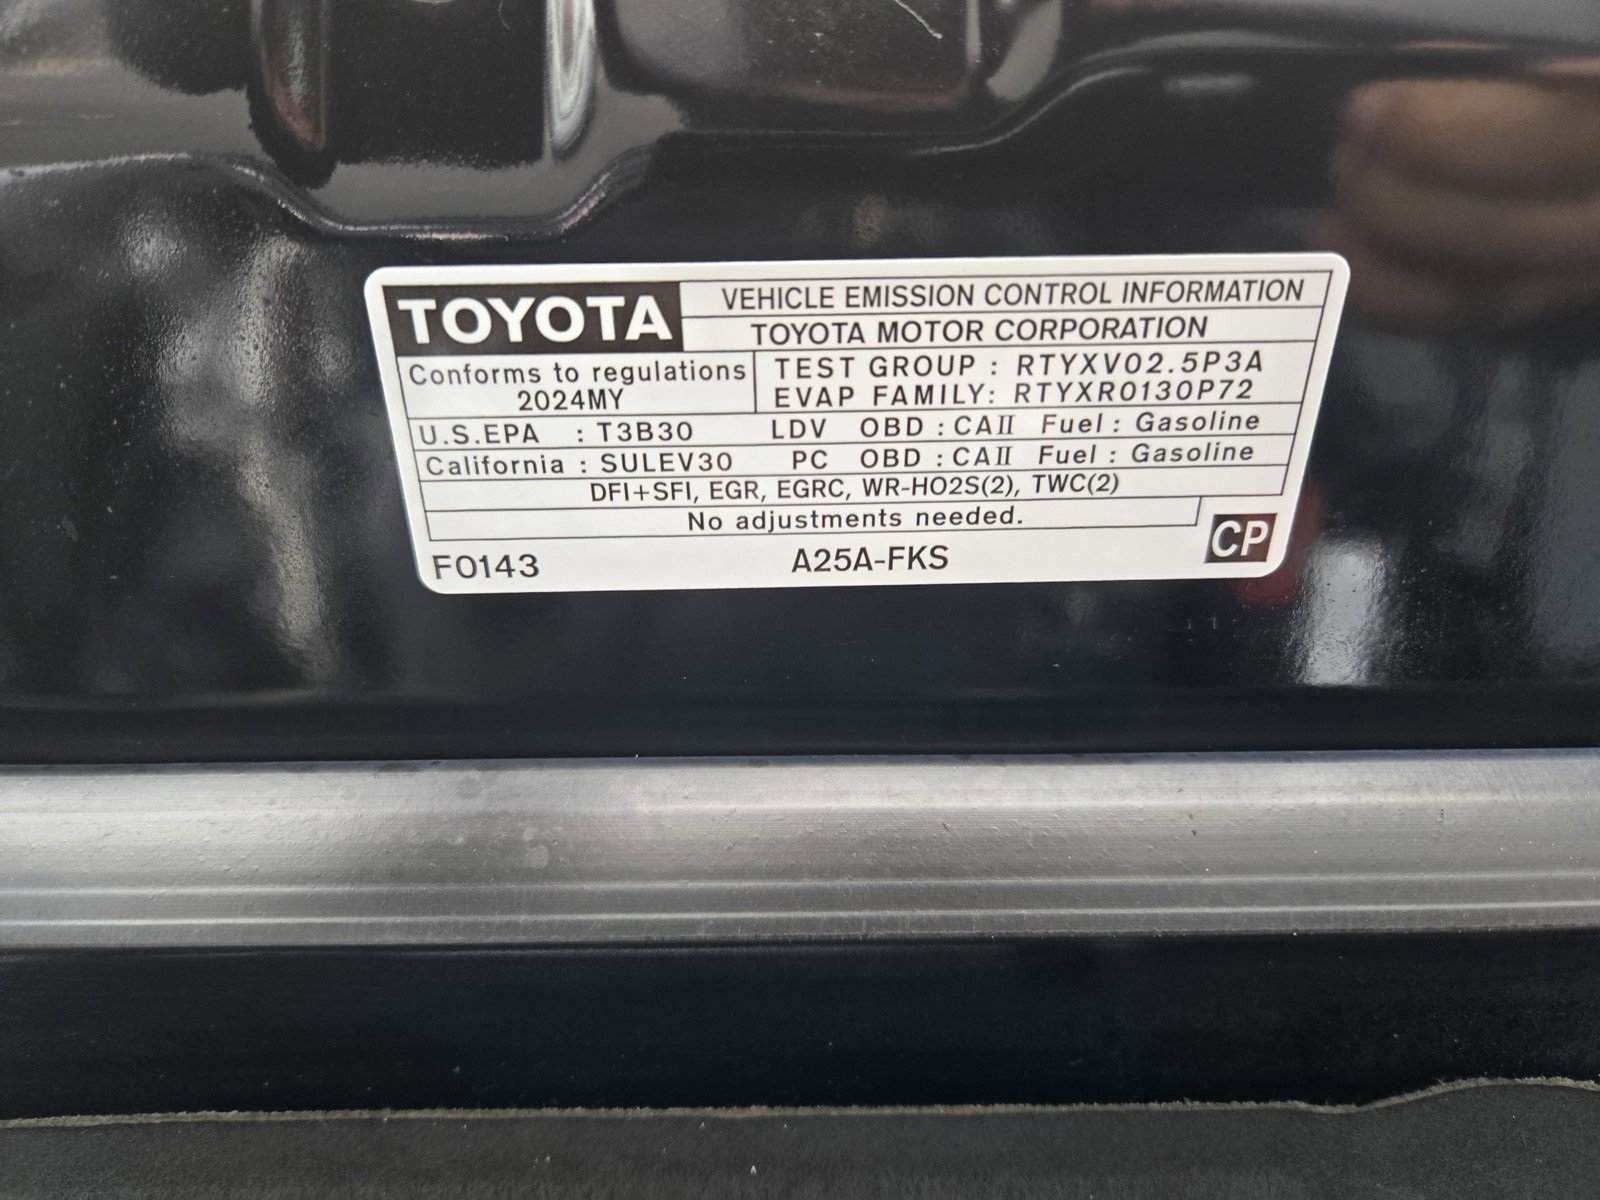 TOYOTA
VEHICLE EMISSION CONTROL INFORMATION
TOYOTA MOTOR CORPORATION
Conforms to regulations
2024MY
TEST GROUP : RTYXV02.5P3A
EVAP FAMILY: RTYXR0130P72
U.S.EPA : T3B30 LDV OBD : CAII Fuel : Gasoline
California : SULEV30 PC OBD : CAII Fuel : Gasoline
DFI+SFI, EGR, EGRC, WR-HO2S(2), TWC(2)
No adjustments needed.
F0143 A25A-FKS CP